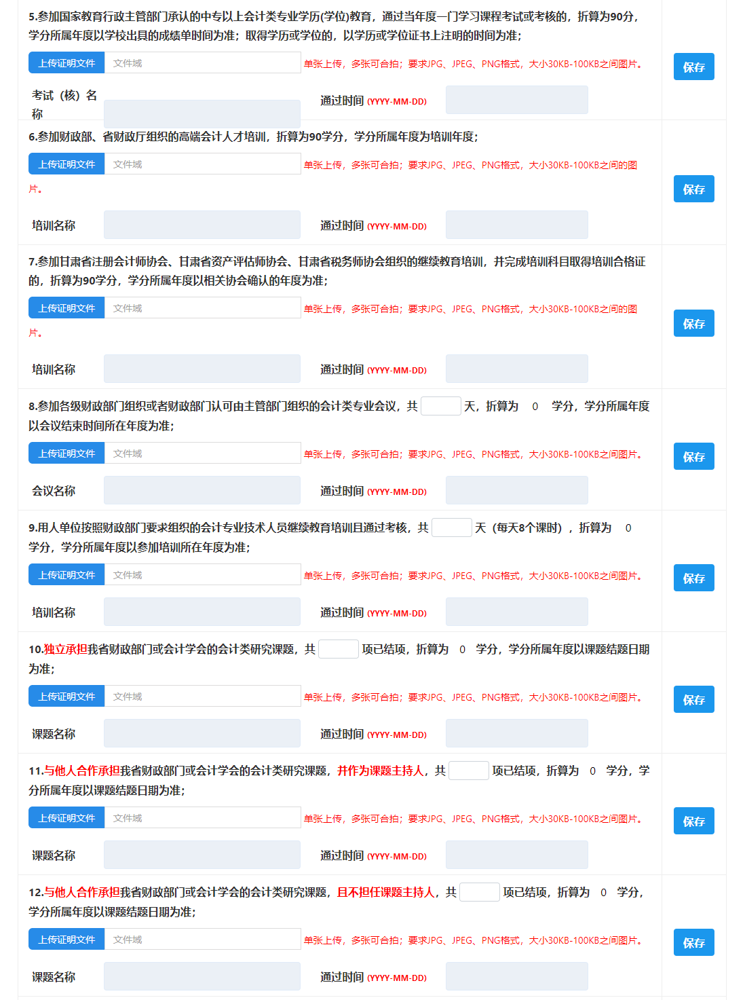 5.参加国家教育行政主管部门承认的中专以上会计类专业学历(学位)教育，通过当年度一门学习课程考试或考核的，折算为90分，
学分所属年度以学校出具的成绩单时间为准；取得学历或学位的，以学历或学位证书上注明的时间为准；
上传证明文件 文件域 单张上传，多张可合拍；要求JPG、JPEG、PNG格式，大小30KB-100KB之间图片。
保存
考试（核）名
称
通过时间 (YYYY-MM-DD)
6.参加财政部、省财政厅组织的高端会计人才培训，折算为90学分，学分所属年度为培训年度；
上传证明文件 文件域 单张上传，多张可合拍；要求JPG、JPEG、PNG格式，大小30KB-100KB之间的图
片。
保存
培训名称 通过时间 (YYYY-MM-DD)
7.参加甘肃省注册会计师协会、甘肃省资产评估师协会、甘肃省税务师协会组织的继续教育培训，并完成培训科目取得培训合格证
的，折算为90学分，学分所属年度以相关协会确认的年度为准；
上传证明文件 文件域 单张上传，多张可合拍；要求JPG、JPEG、PNG格式，大小30KB-100KB之间的图
片。
保存
培训名称 通过时间 (YYYY-MM-DD)
8.参加各级财政部门组织或者财政部门认可由主管部门组织的会计类专业会议，共 天，折算为 0 学分，学分所属年度
以会议结束时间所在年度为准；
上传证明文件 文件域 单张上传，多张可合拍；要求JPG、JPEG、PNG格式，大小30KB-100KB之间图片。
保存
会议名称 通过时间 (YYYY-MM-DD)
9.用人单位按照财政部门要求组织的会计专业技术人员继续教育培训且通过考核，共 天（每天8个课时）, 折算为 0
学分，学分所属年度以参加培训所在年度为准；
上传证明文件 文件域 单张上传，多张可合拍；要求JPG、JPEG、PNG格式，大小30KB-100KB之间图片。
保存
培训名称 通过时间 (YYYY-MM-DD)
10.独立承担我省财政部门或会计学会的会计类研究课题，共 项已结项，折算为 0 学分，学分所属年度以课题结题日期
为准；
上传证明文件 文件域 单张上传，多张可合拍；要求JPG、JPEG、PNG格式，大小30KB-100KB之间图片。
保存
课题名称 通过时间 (YYYY-MM-DD)
11.与他人合作承担我省财政部门或会计学会的会计类研究课题，并作为课题主持人，共 项已结项，折算为 0 学分，学
分所属年度以课题结题日期为准；
上传证明文件 文件域 单张上传，多张可合拍；要求JPG、JPEG、PNG格式，大小30KB-100KB之间图片。
保存
课题名称 通过时间 (YYYY-MM-DD)
12.与他人合作承担我省财政部门或会计学会的会计类研究课题，且不担任课题主持人，共 项已结项，折算为 0 学分，
学分所属年度以课题结题日期为准；
上传证明文件 文件域 单张上传，多张可合拍；要求JPG、JPEG、PNG格式，大小30KB-100KB之间图片。
保存
课题名称 通过时间 (YYYY-MM-DD)